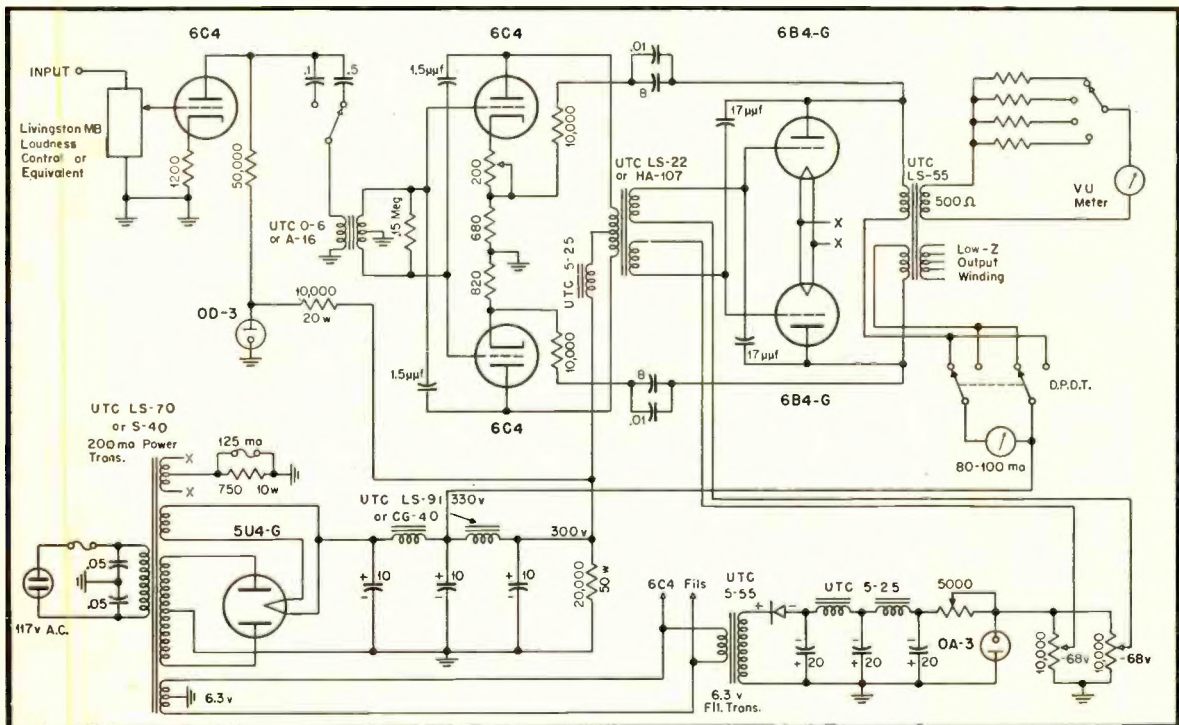 6C4
6C4
6B4-G
INPUT
Livingston MB
Loudness
Control or
Equivalent
1200
50,000
.1
.5
1.5µµf
.01
8
10,000
17µµf
UTC LS-22
or HA-107
UTC
LS-55
500Ω
VU
Meter
UTC O-6
or A-16
.15 Meg
200
680
820
UTC 5-25
X
X
Low-Z
Output
Winding
10,000
20 w
OD-3
1.5µµf
10,000
8
.01
17µµf
6C4
6B4-G
D.P.D.T.
80-100 ma
UTC LS-70
or S-40
200 ma Power
Trans.
X
X
125 ma
750 10w
5U4-G
UTC LS-91
or CG-40
330v
300v
.05
.05
117v A.C.
+ 10 -
+ 10 -
+ 10 -
20,000
50 w
6C4 Fils
UTC
5-55
+ -
UTC 5-25
5000
OA-3
- + 20
- + 20
- + 20
10,000
-68v
10,000
-68v
6.3 v
6.3 v
Fil. Trans.